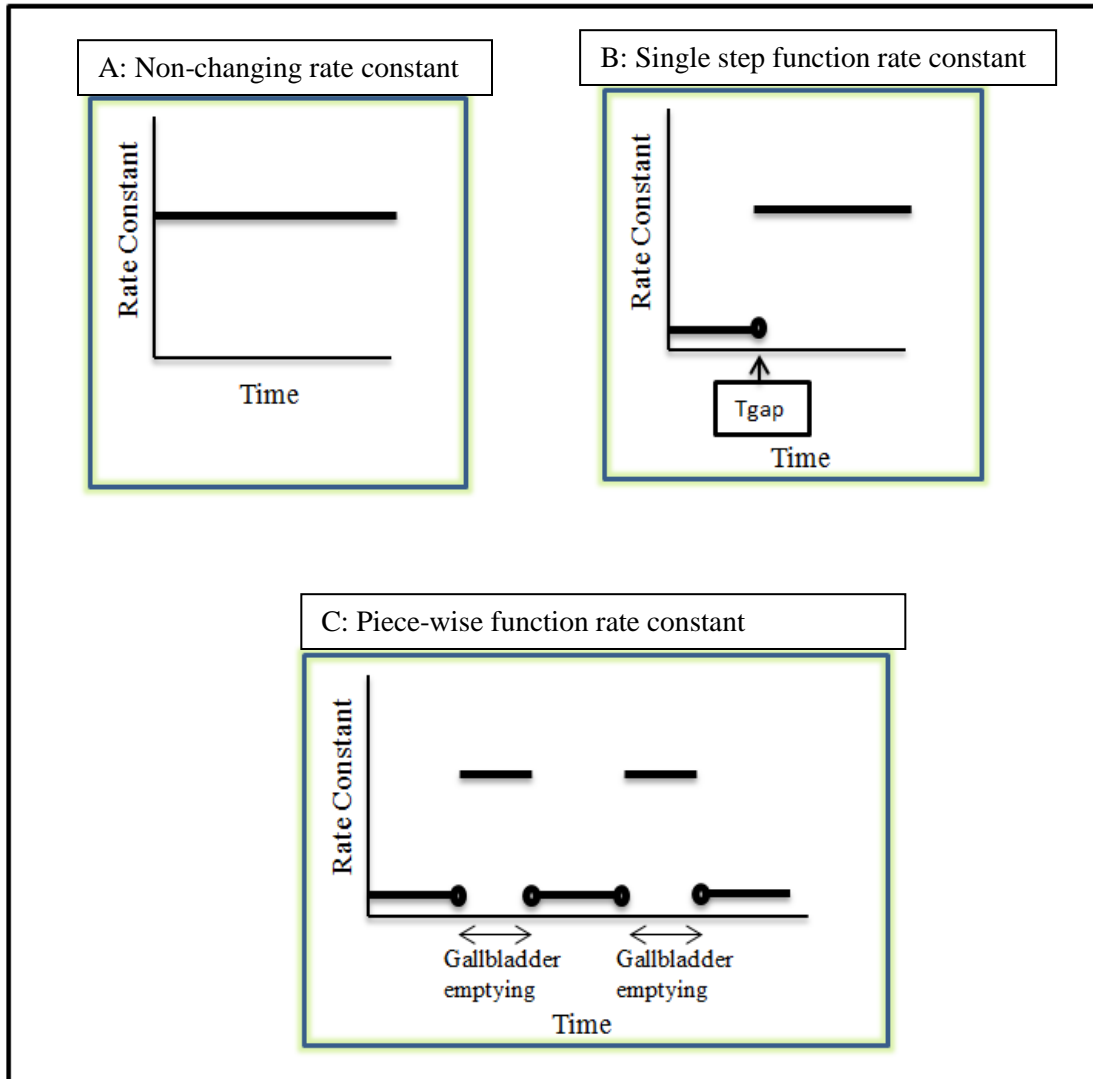 A: Non-changing rate constant
Rate Constant
Time
B: Single step function rate constant
Rate Constant
Tgap
Time
C: Piece-wise function rate constant
Rate Constant
Gallbladder
emptying
Gallbladder
emptying
Time